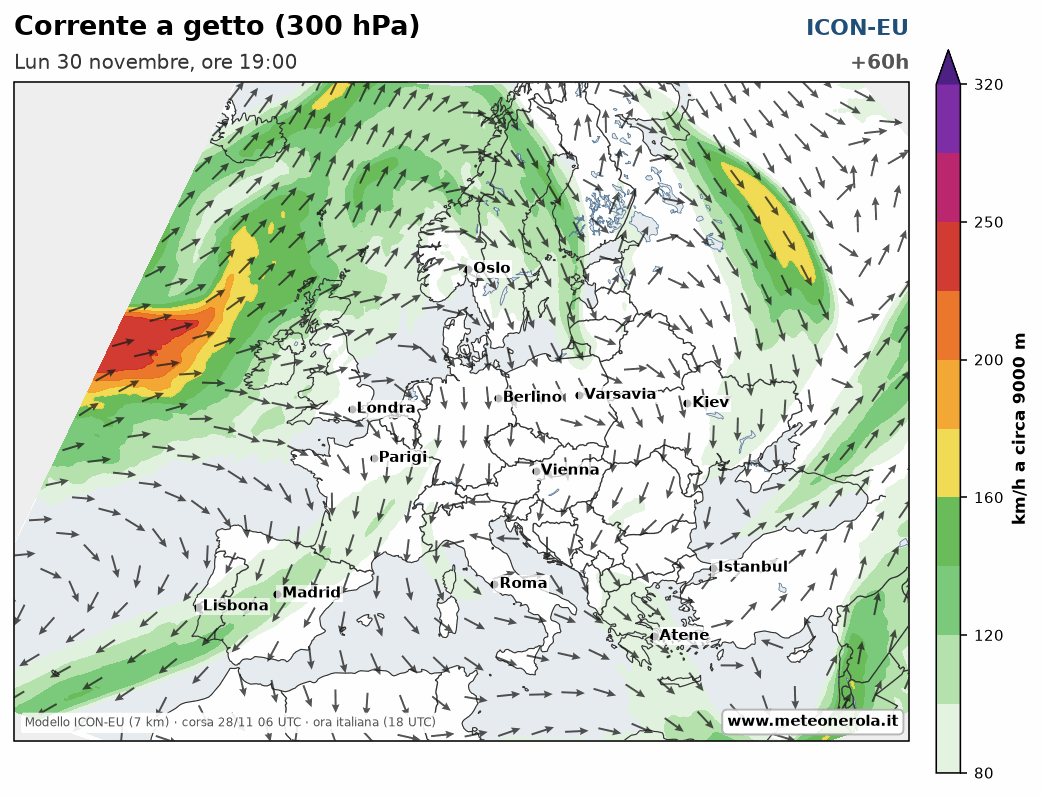 Corrente a getto (300 hPa)
ICON-EU
Lun 30 novembre, ore 19:00
+60h
320
250
200
160
120
80
km/h a circa 9000 m
Oslo
Berlino
Varsavia
Kiev
Londra
Parigi
Vienna
Istanbul
Roma
Madrid
Lisbona
Atene
Modello ICON-EU (7 km) · corsa 28/11 06 UTC · ora italiana (18 UTC)
www.meteonerola.it